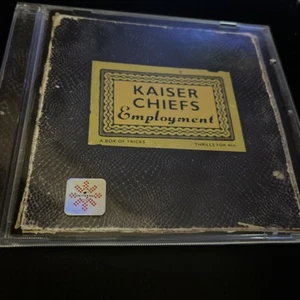 KAISER
CHIEFS
Employment
A BOX OF TRICKS THRILLS FOR ALL